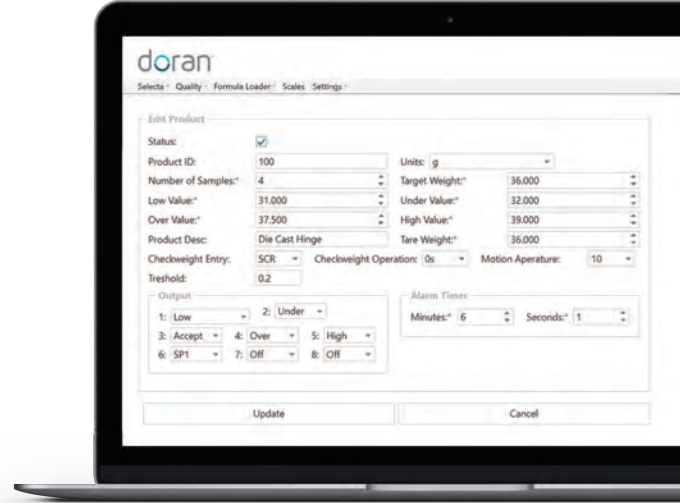 doran
Selecta Quality Formula Loader Scales Settings
Edit Product
Status:
Product ID: 100 Units: g
Number of Samples:* 4 Target Weight:* 36.000
Low Value:* 31.000 Under Value:* 32.000
Over Value:* 37.500 High Value:* 39.000
Product Desc: Die Cast Hinge Tare Weight:* 36.000
Checkweight Entry: SCR Checkweight Operation: 0s Motion Aperature: 10
Treshold: 0.2
Output Alarm Timer
1: Low 2: Under Minutes:* 6 Seconds:* 1
3: Accept 4: Over 5: High
6: SP1 7: Off 8: Off
Update Cancel